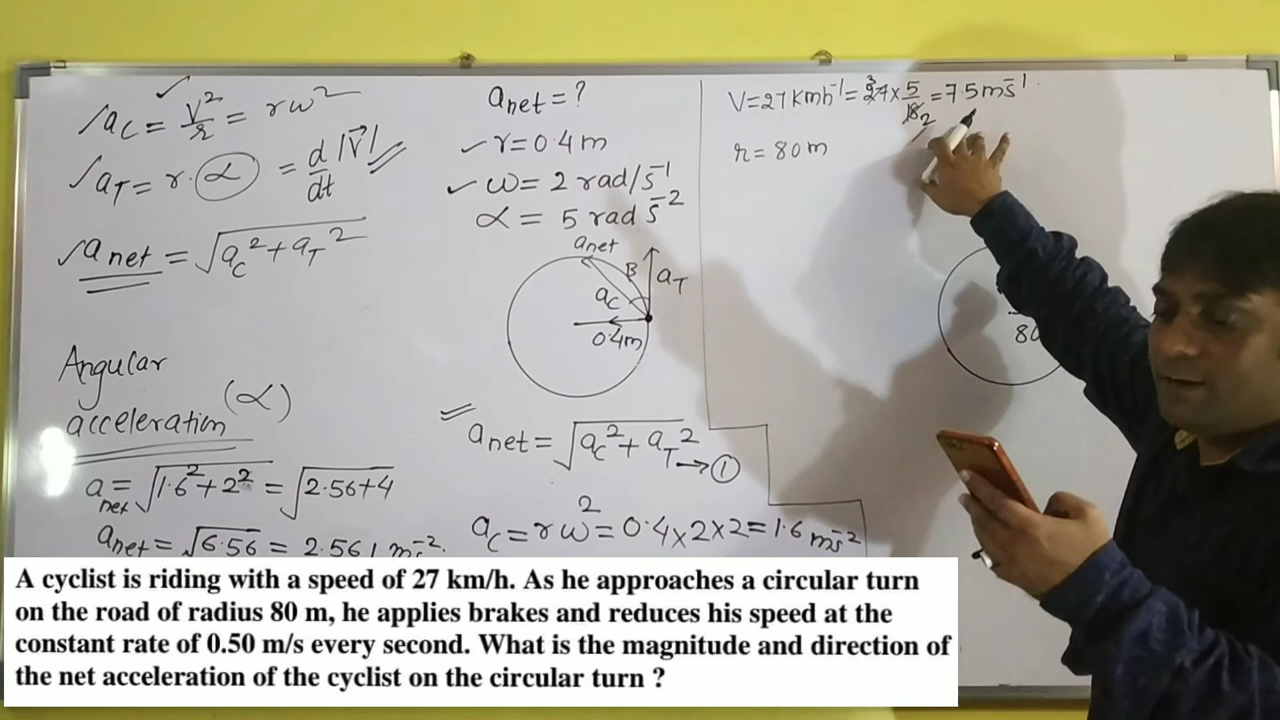 a_C = V²/r = rω²
a_T = r.α = d|V⃗|/dt
a_net = √a_C² + a_T²
Angular
acceleration (α)
a_net = √1.6² + 2² = √2.56+4
a_net = √6.56 = 2.561 ms⁻².
a_net = ?
r = 0.4 m
ω = 2 rad/s⁻¹
α = 5 rad s⁻²
a_net
B
a_T
a_C
0.4m
a_net = √a_C² + a_T² → ①
a_C = rω² = 0.4×2×2 = 1.6 ms⁻²
V = 27 Kmh⁻¹ = 27 3 × 5/18 2 = 7.5 ms⁻¹.
r = 80 m
80
A cyclist is riding with a speed of 27 km/h. As he approaches a circular turn
on the road of radius 80 m, he applies brakes and reduces his speed at the
constant rate of 0.50 m/s every second. What is the magnitude and direction of
the net acceleration of the cyclist on the circular turn ?